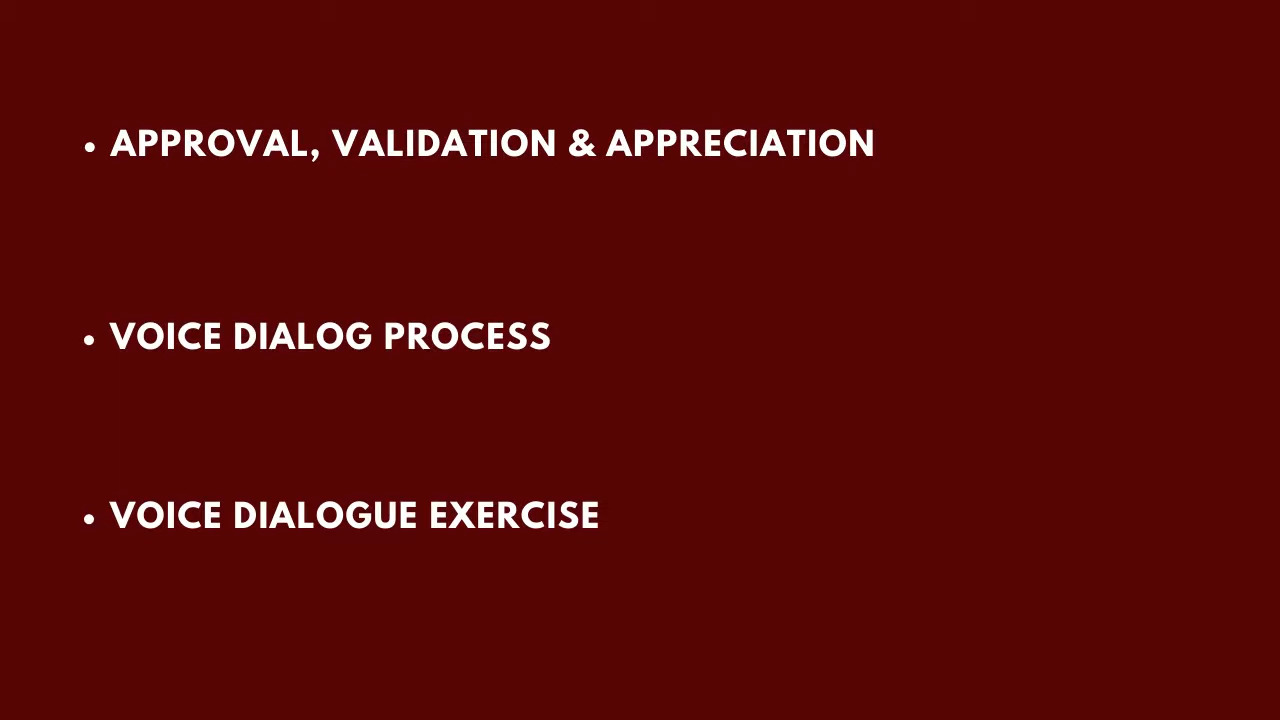 • APPROVAL, VALIDATION & APPRECIATION
• VOICE DIALOG PROCESS
• VOICE DIALOGUE EXERCISE